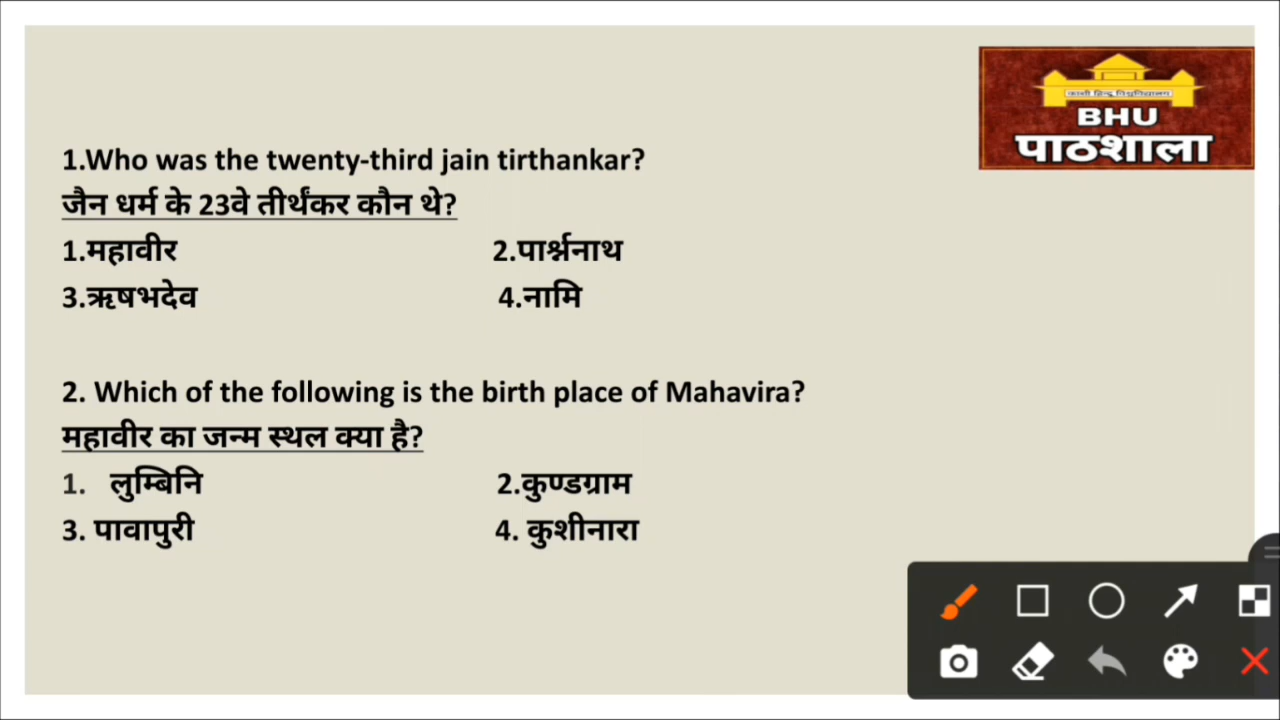 काशी हिन्दू विश्वविद्यालय
BHU
पाठशाला
1.Who was the twenty-third jain tirthankar?
जैन धर्म के 23वे तीर्थंकर कौन थे?
1.महावीर 2.पार्श्नाथ
3.ऋषभदेव 4.नामि
2. Which of the following is the birth place of Mahavira?
महावीर का जन्म स्थल क्या है?
1. लुम्बिनि 2.कुण्डग्राम
3. पावापुरी 4. कुशीनारा